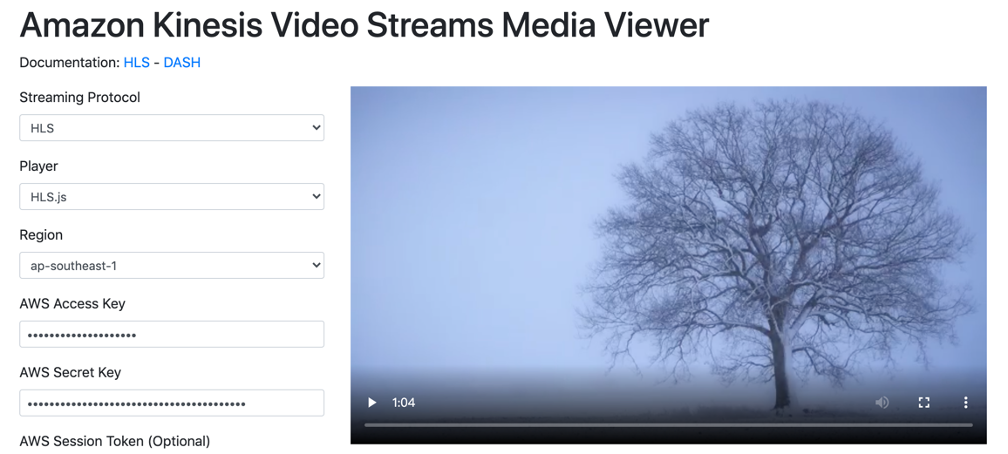 Amazon Kinesis Video Streams Media Viewer
Documentation: HLS - DASH
Streaming Protocol
HLS
Player
HLS.js
Region
ap-southeast-1
AWS Access Key
AWS Secret Key
AWS Session Token (Optional)
1:04